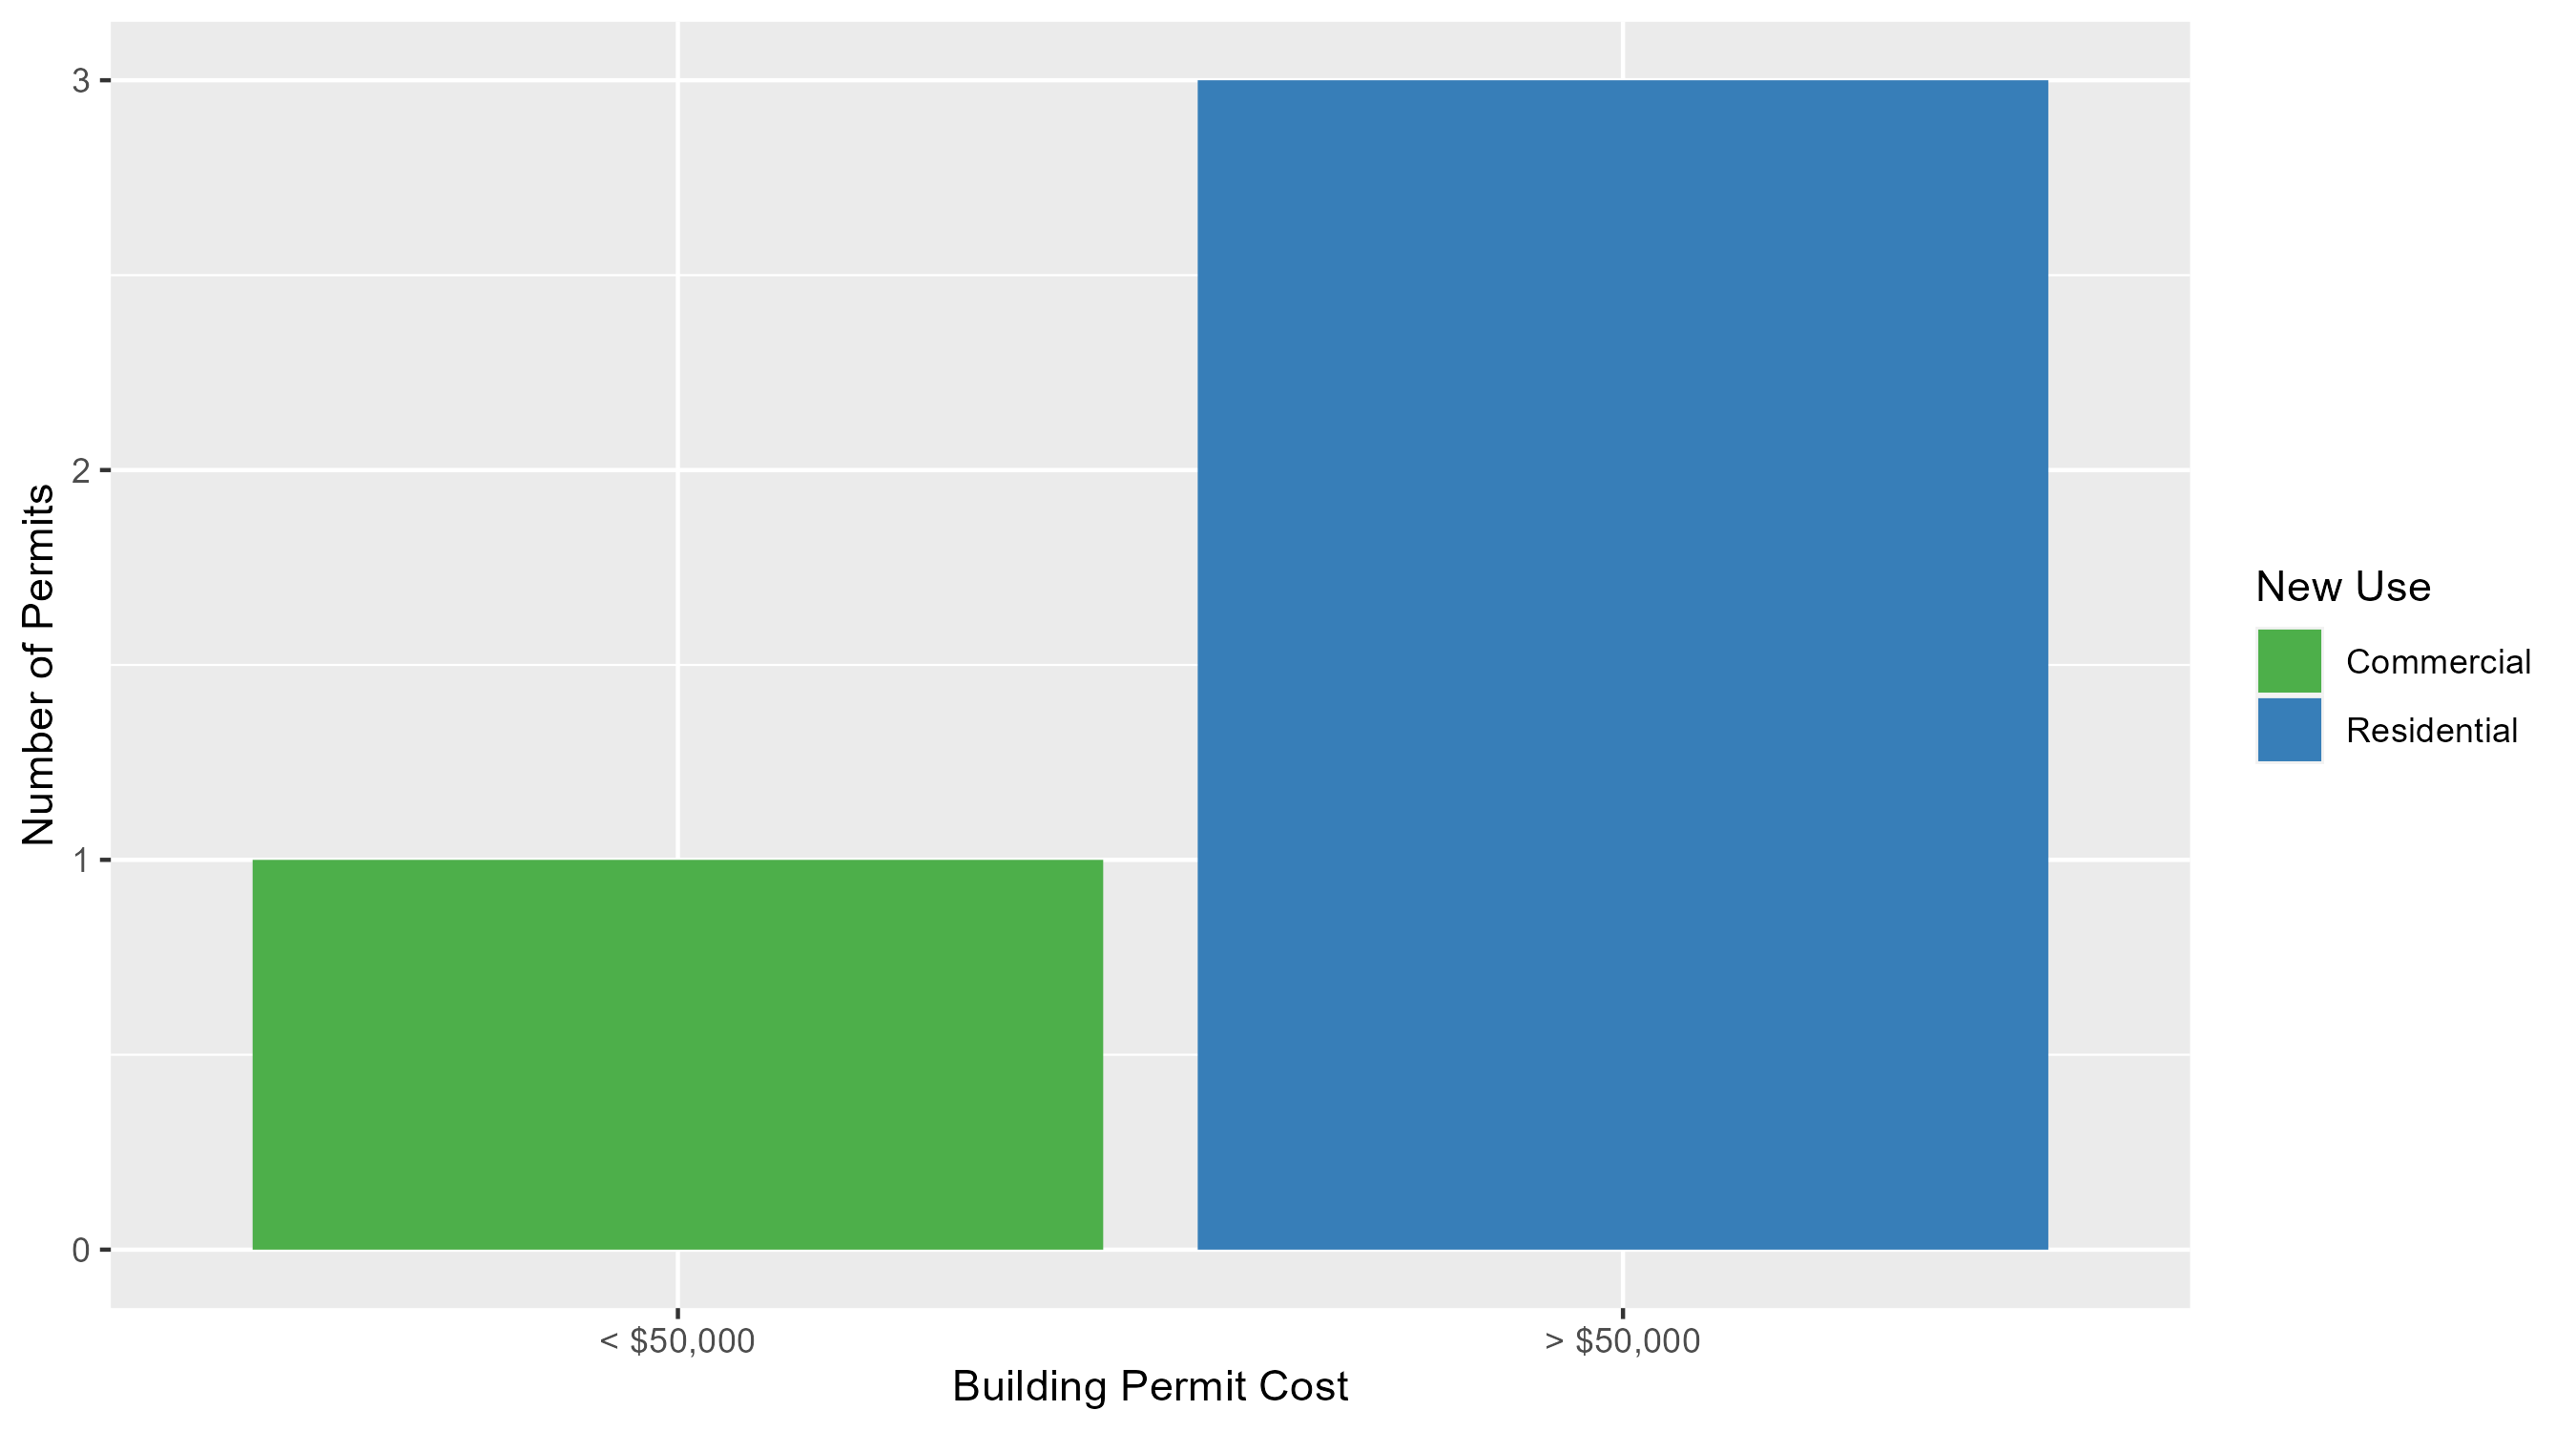 3
2
1
0
Number of Permits
< $50,000
> $50,000
Building Permit Cost
New Use
Commercial
Residential